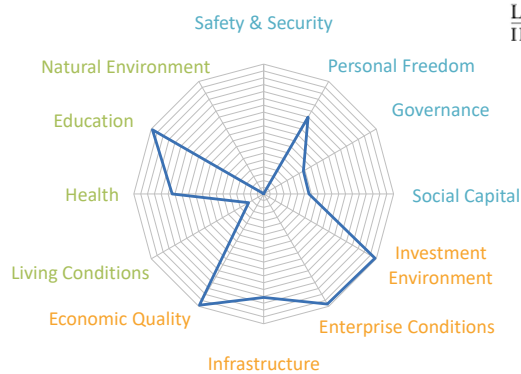 Safety & Security
Natural Environment
Personal Freedom
Education
Governance
Health
Social Capital
Investment
Environment
Living Conditions
Economic Quality
Enterprise Conditions
Infrastructure